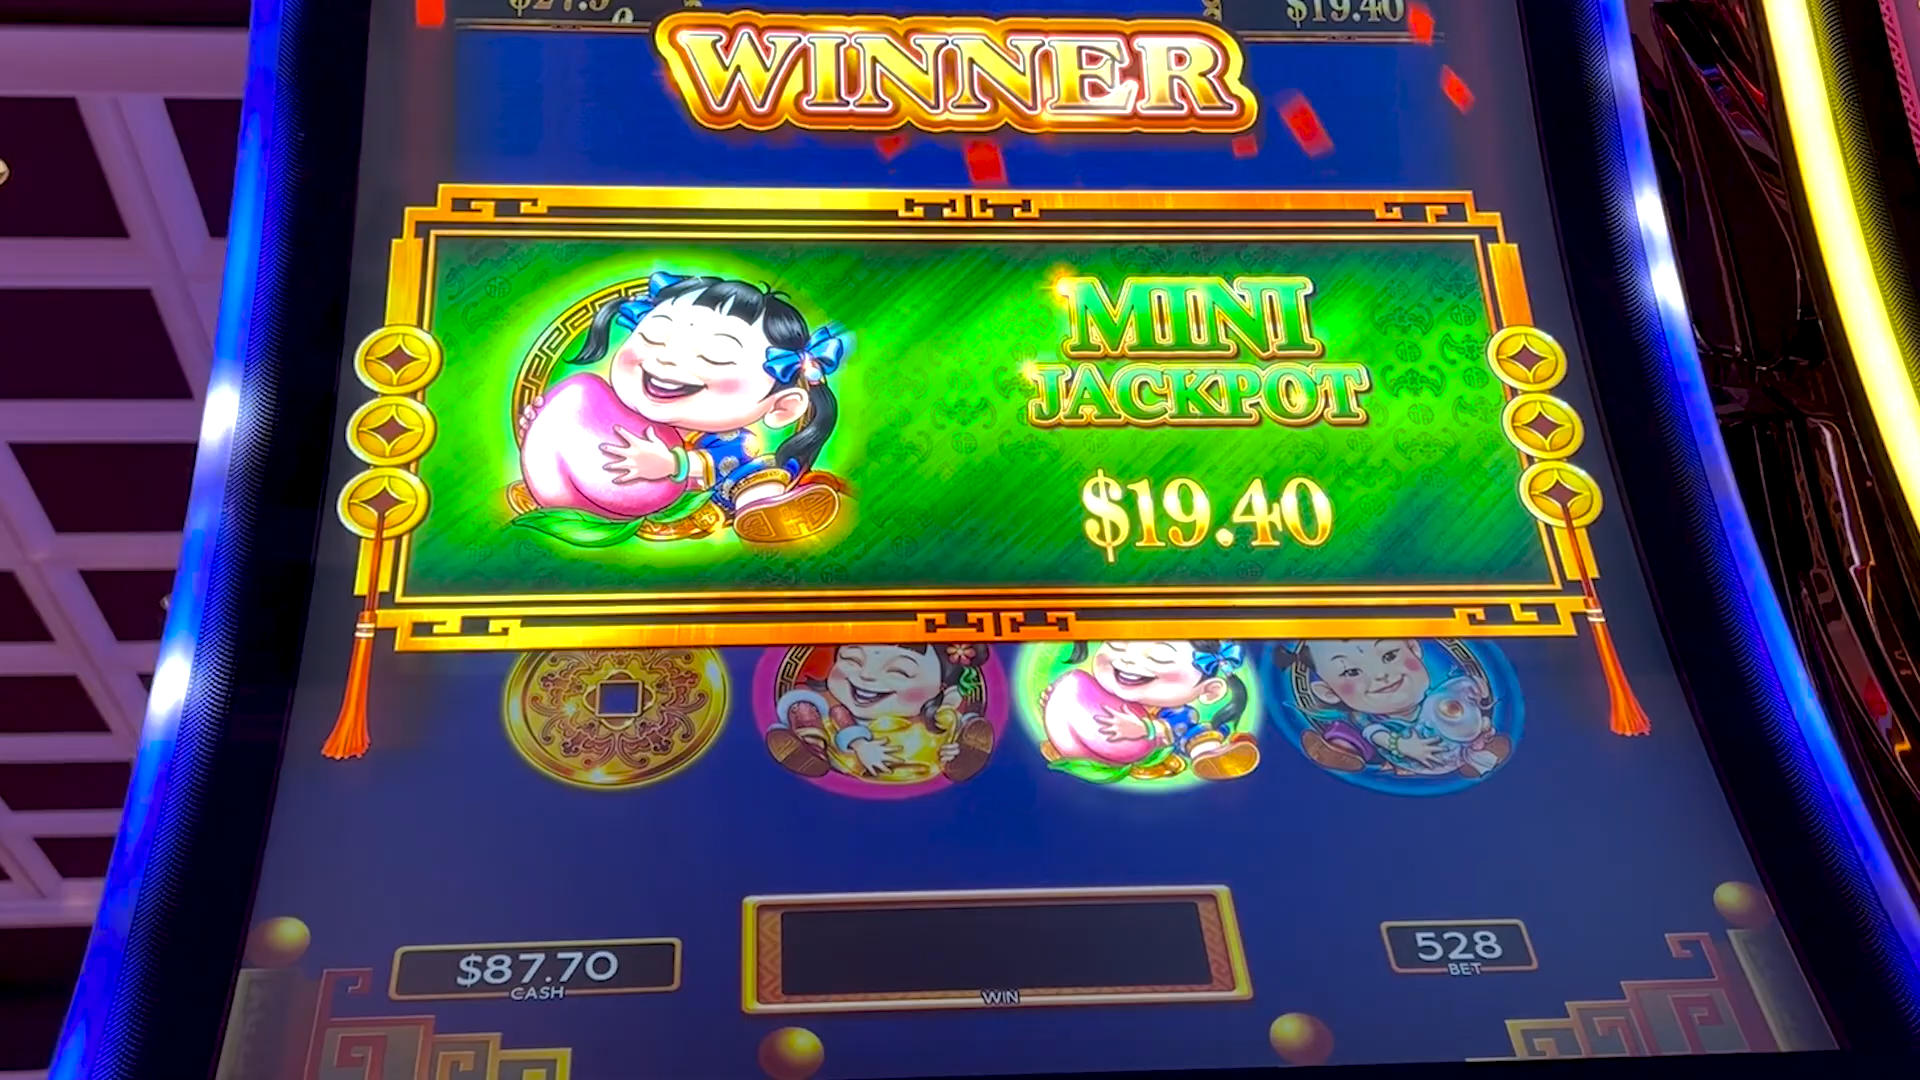 $19.40
WINNER
MINI
JACKPOT
$19.40
$87.70
CASH
WIN
528
BET